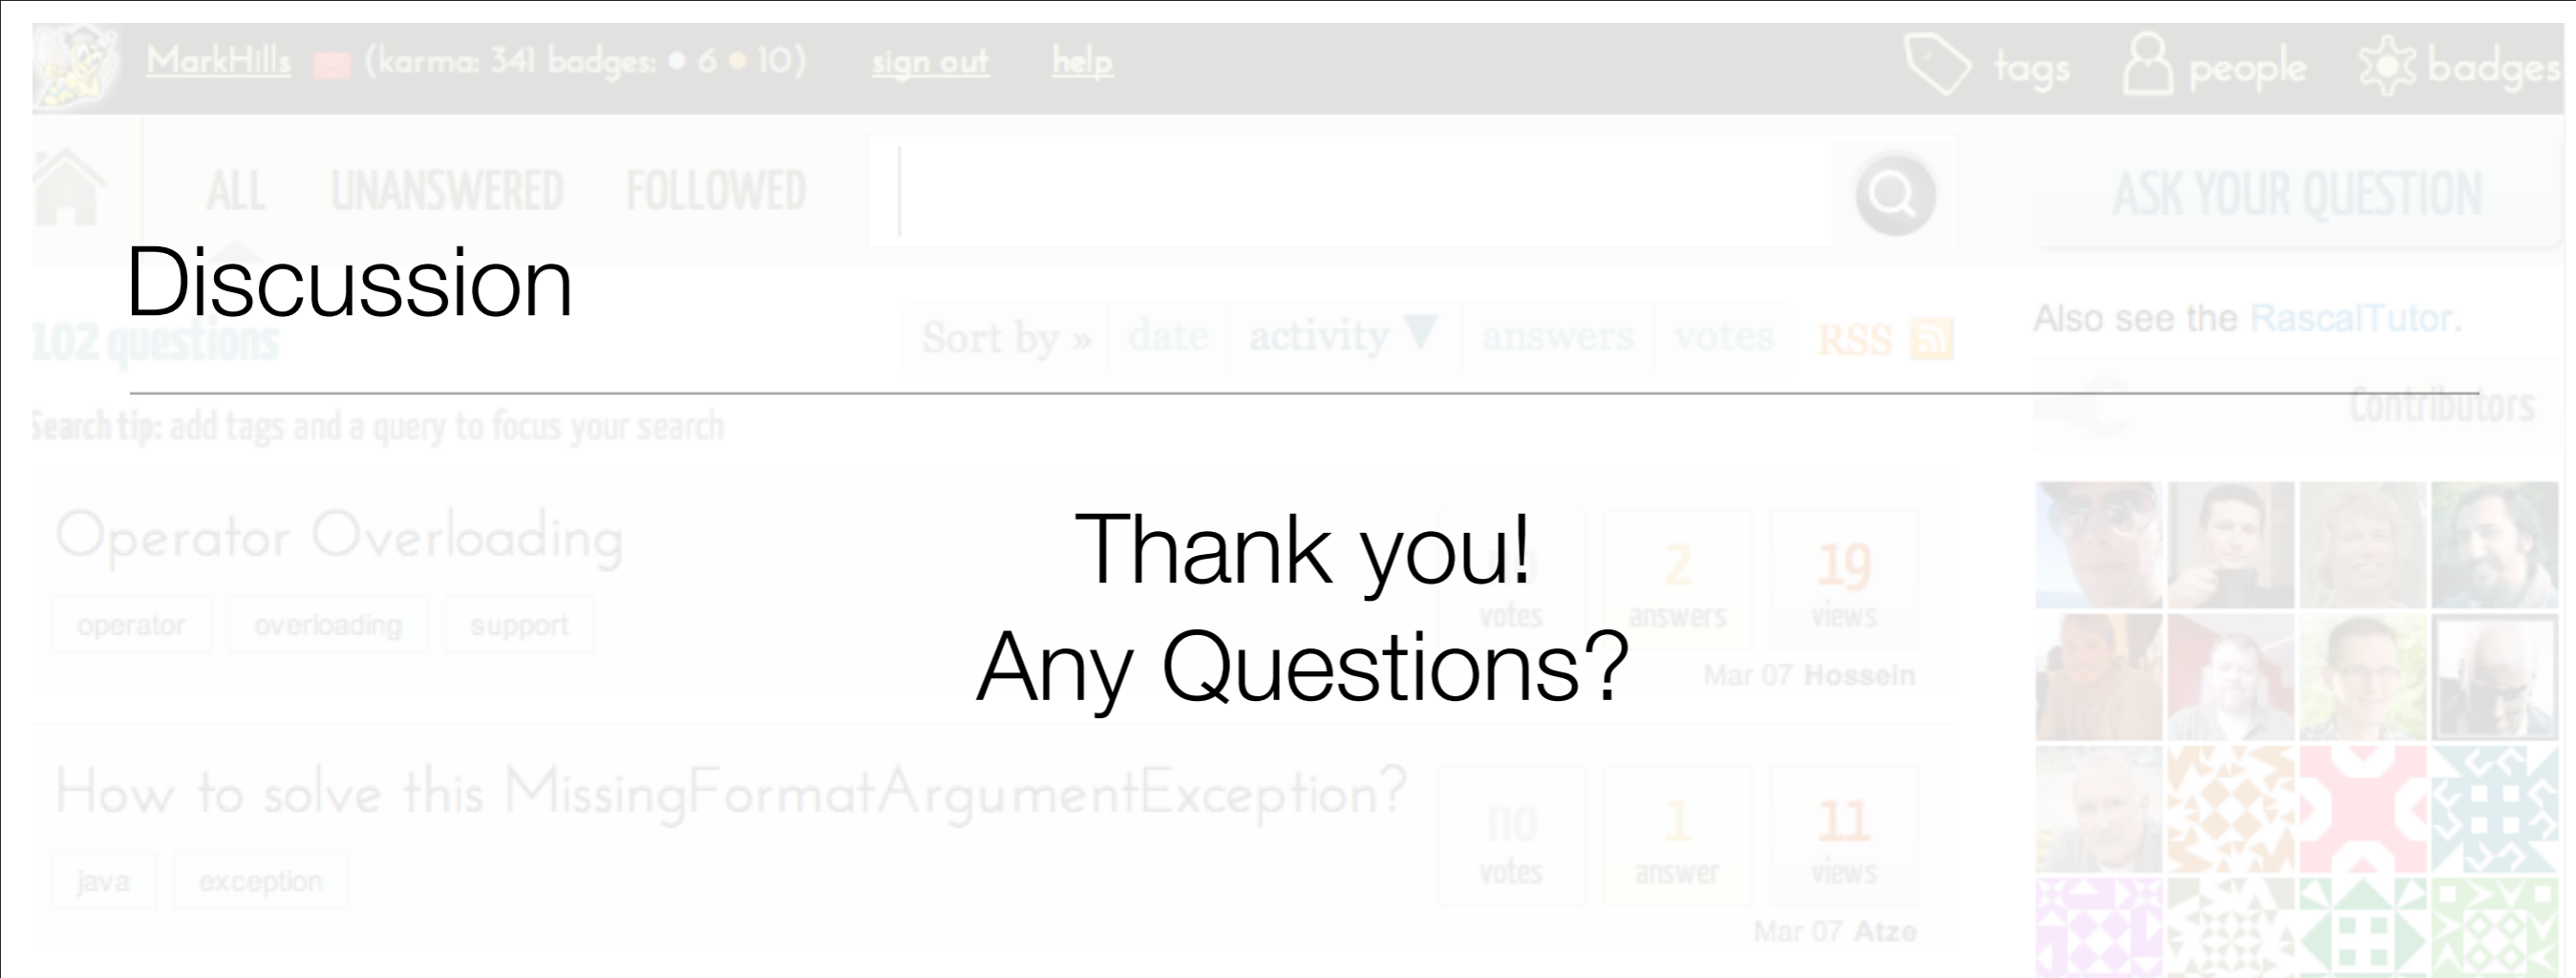 MarkHills (karma: 341 badges: ● 6 ● 10) sign out help tags people badges
ALL UNANSWERED FOLLOWED ASK YOUR QUESTION
Discussion
102 questions Sort by » date activity ▼ answers votes RSS Also see the RascalTutor.
Search tip: add tags and a query to focus your search Contributors
Operator Overloading 2 19
Thank you!
operator overloading support votes answers views
Any Questions?
Mar 07 Hossein
How to solve this MissingFormatArgumentException? no 1 11
java exception votes answer views
Mar 07 Atze